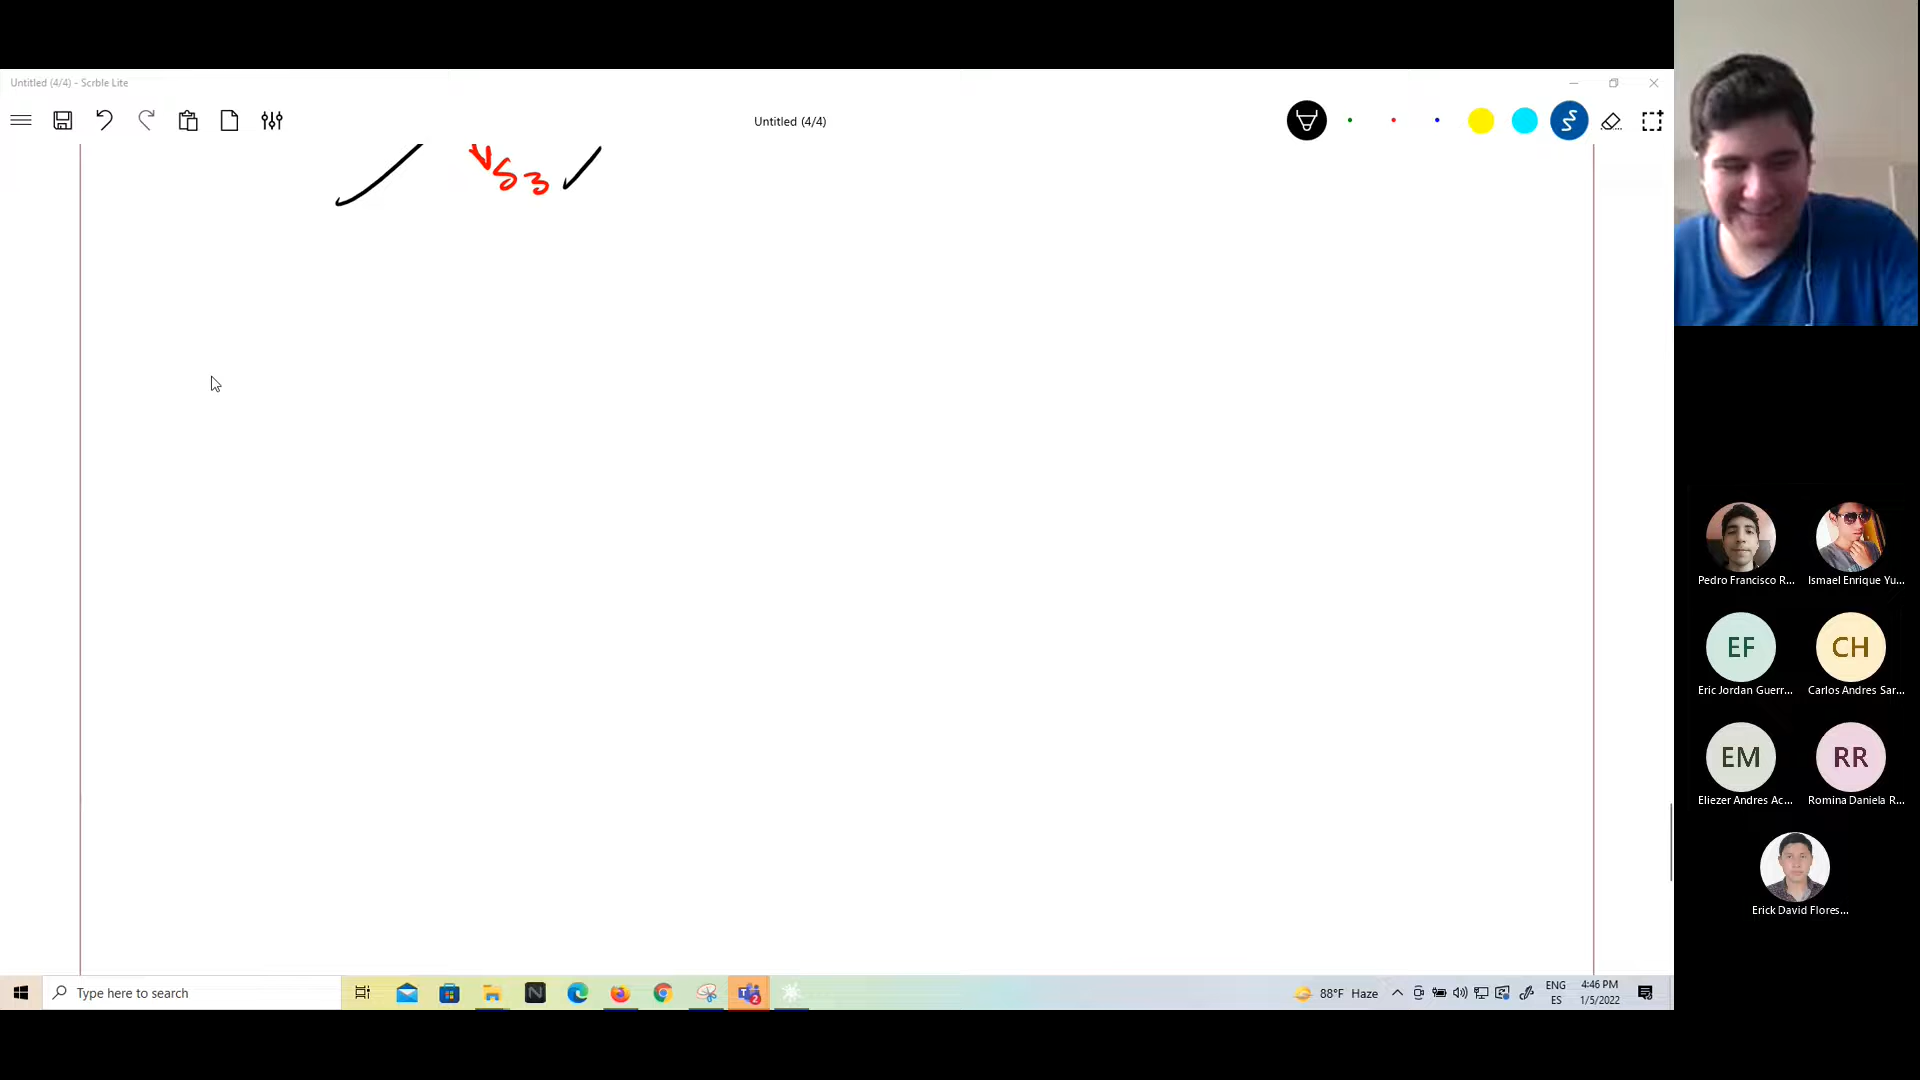 Untitled (4/4) - Scrble Lite
Untitled (4/4)
VS3
Pedro Francisco R...
Ismael Enrique Yu...
EF
CH
Eric Jordan Guerr...
Carlos Andres Sar...
EM
RR
Eliezer Andres Ac...
Romina Daniela R...
Erick David Flores...
Type here to search
N
2
88°F Haze
ENG
ES
4:46 PM
1/5/2022